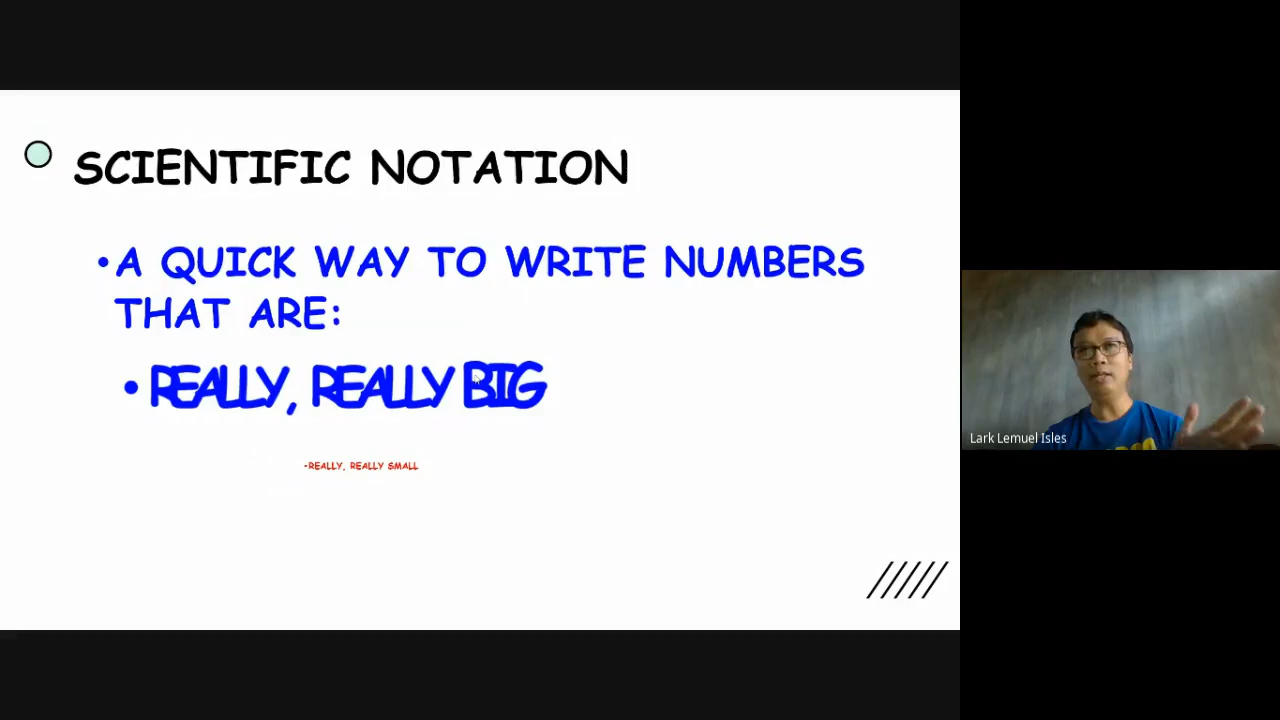 SCIENTIFIC NOTATION
•A QUICK WAY TO WRITE NUMBERS
THAT ARE:
• REALLY, REALLY BIG
-REALLY, REALLY SMALL
Lark Lemuel Isles